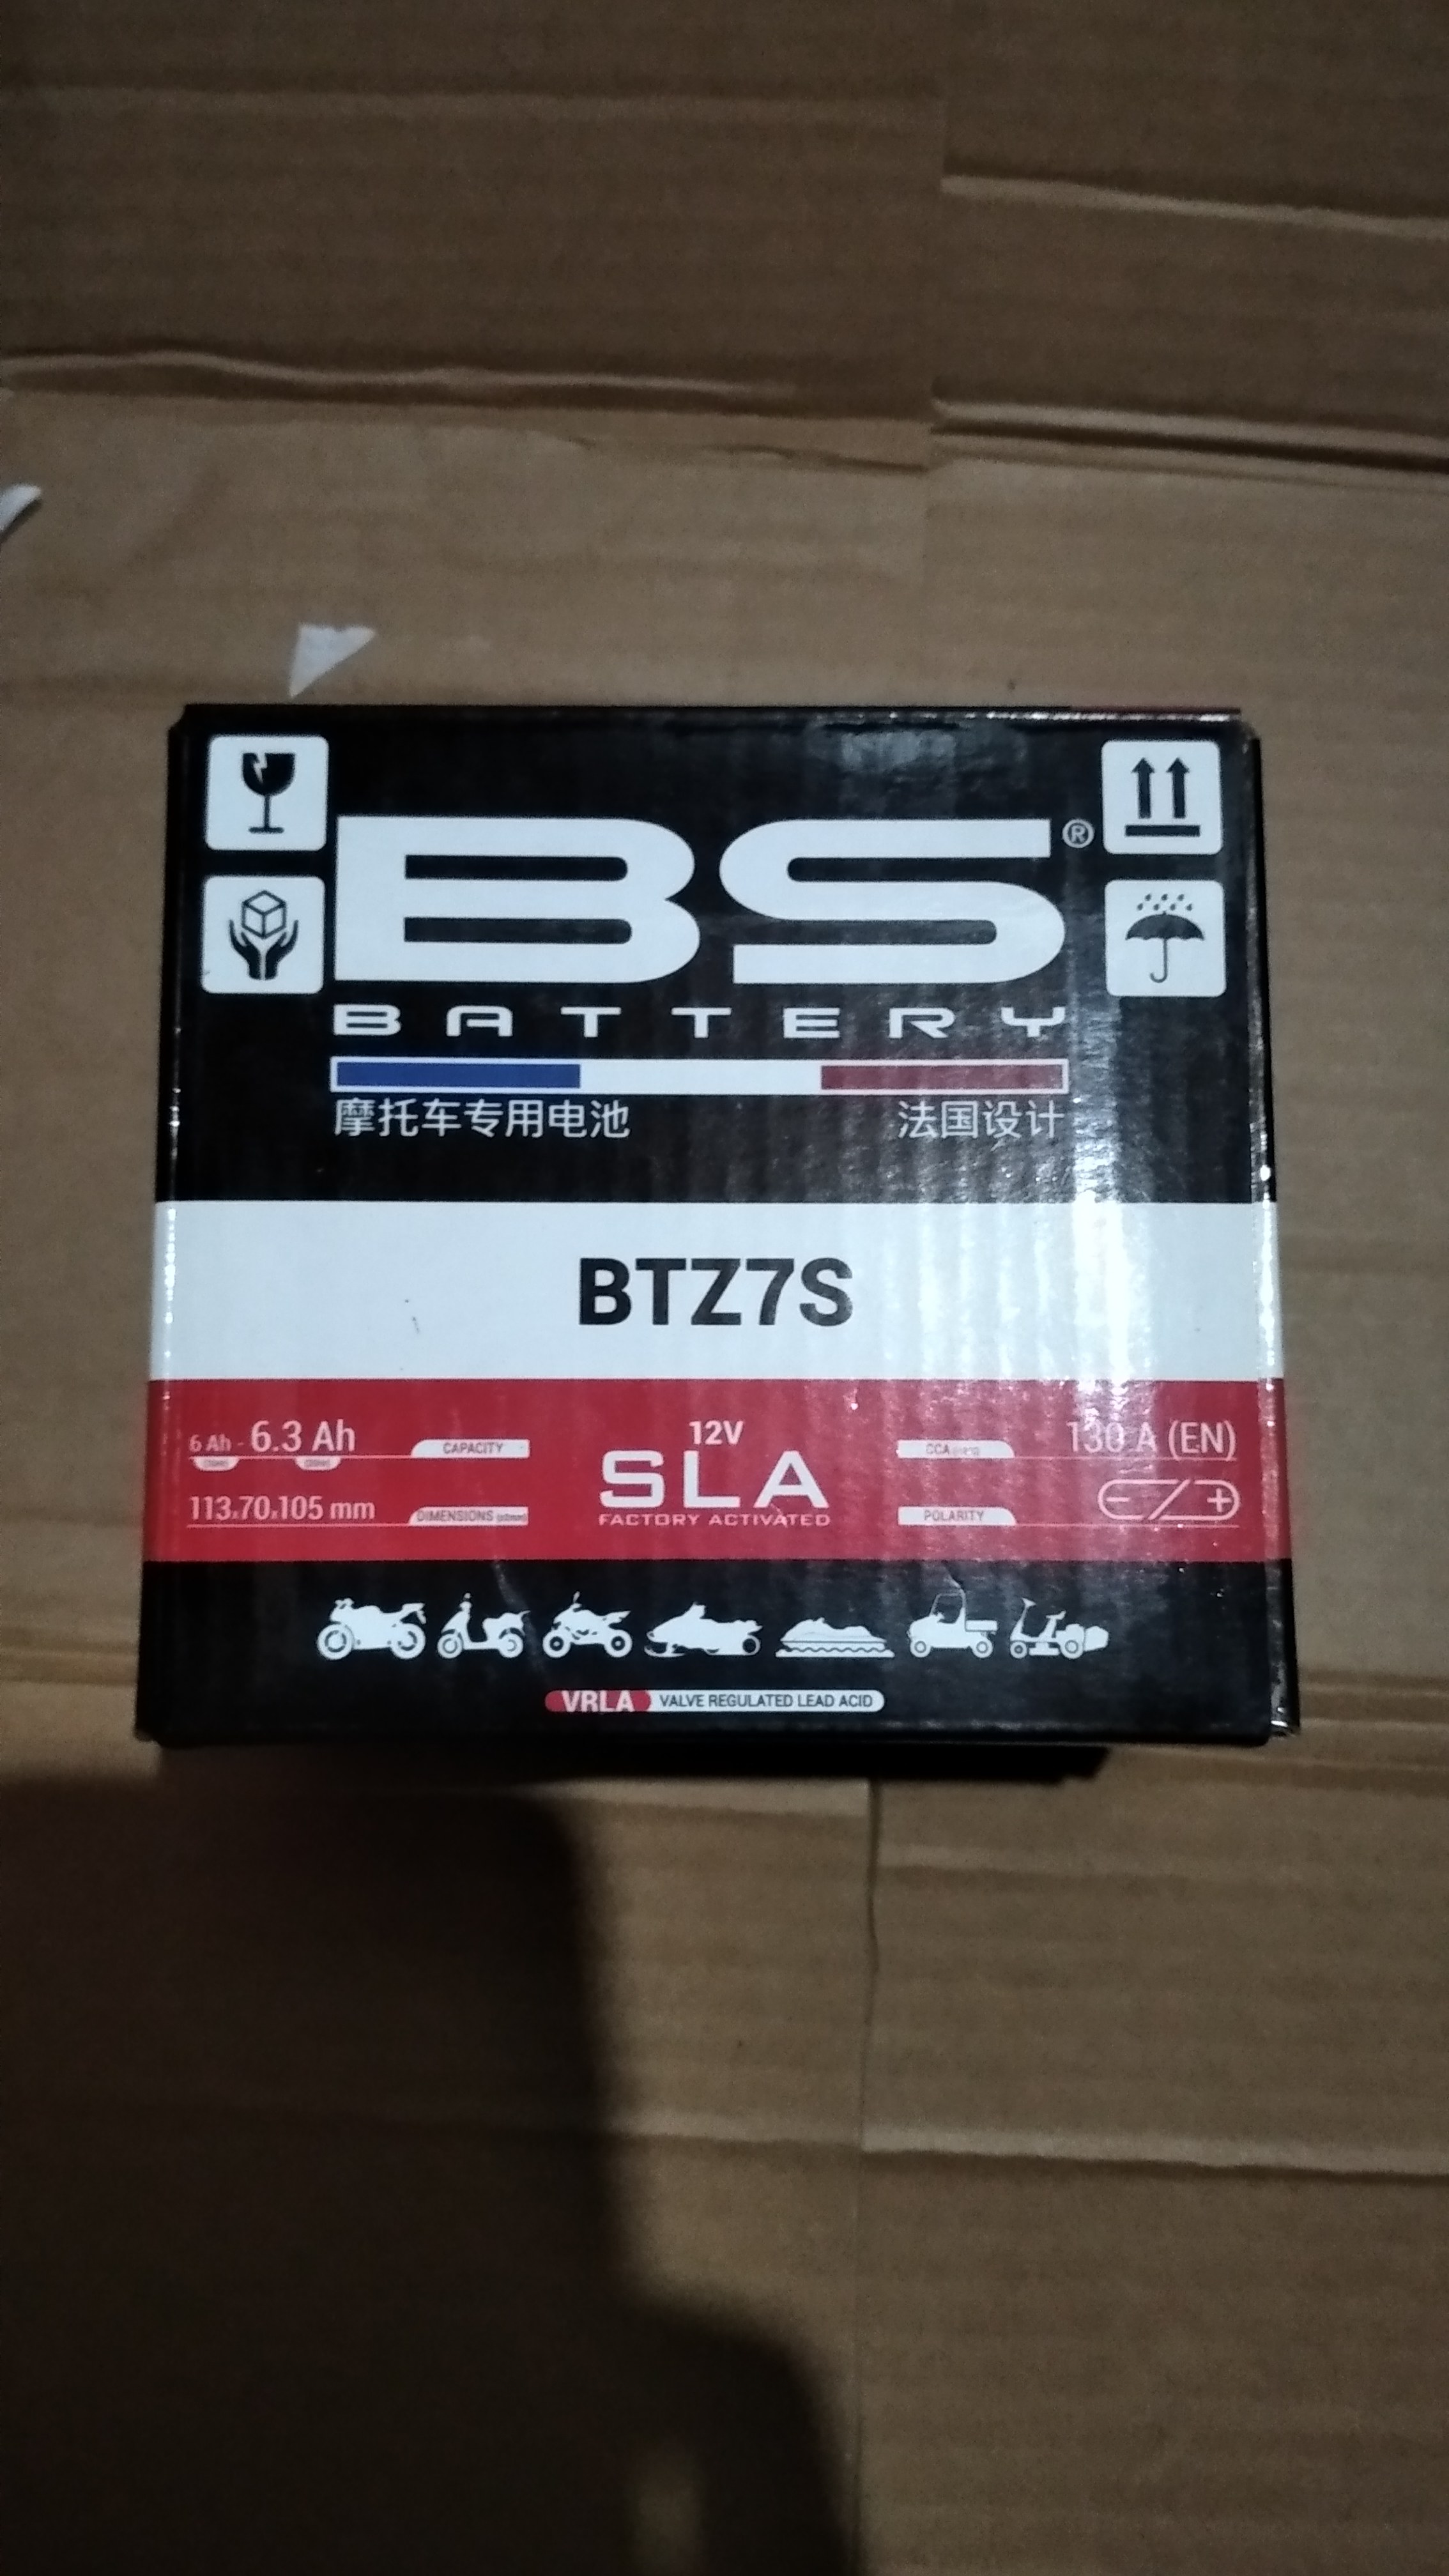 BS®
BATTERY
摩托车专用电池 法国设计
BTZ7S
6 Ah - 6.3 Ah CAPACITY
12V
CCA 130 A (EN)
SLA
FACTORY ACTIVATED
113x70x105 mm DIMENSIONS
POLARITY - +
VRLA VALVE REGULATED LEAD ACID